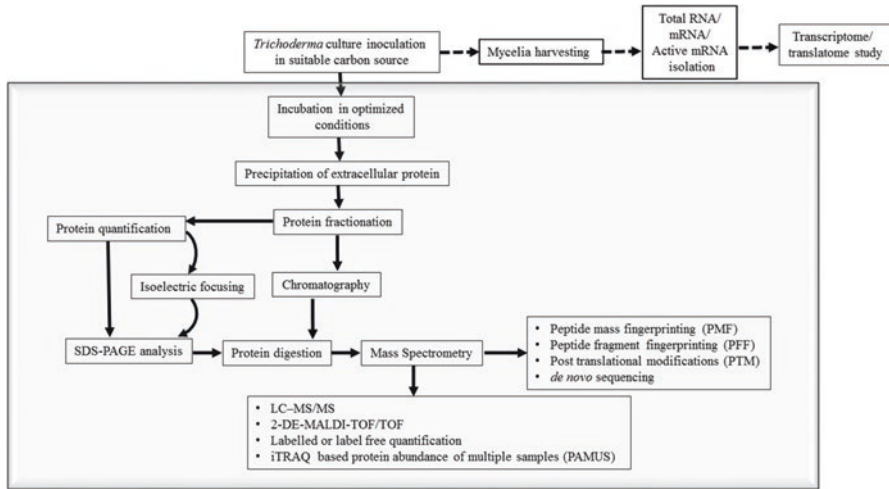 Trichoderma culture inoculation
in suitable carbon source
Mycelia harvesting
Total RNA/
mRNA/
Active mRNA
isolation
Transcriptome/
translatome study
Incubation in optimized
conditions
Precipitation of extracellular protein
Protein quantification
Protein fractionation
Isoelectric focusing
Chromatography
SDS-PAGE analysis
Protein digestion
Mass Spectrometry
• Peptide mass fingerprinting (PMF)
• Peptide fragment fingerprinting (PFF)
• Post translational modifications (PTM)
• de novo sequencing
• LC–MS/MS
• 2-DE-MALDI-TOF/TOF
• Labelled or label free quantification
• iTRAQ based protein abundance of multiple samples (PAMUS)